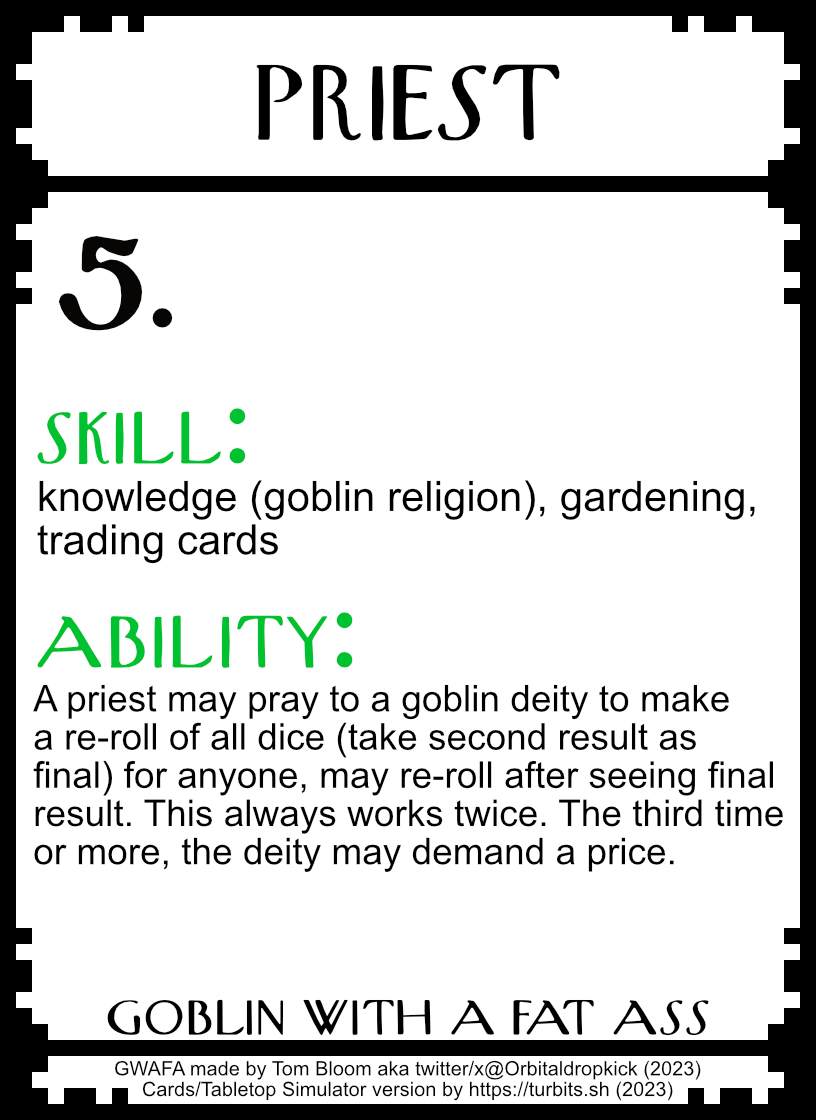 PRIEST
5.
SKILL:
knowledge (goblin religion), gardening,
trading cards
ABILITY:
A priest may pray to a goblin deity to make
a re-roll of all dice (take second result as
final) for anyone, may re-roll after seeing final
result. This always works twice. The third time
or more, the deity may demand a price.
GOBLIN WITH A FAT ASS
GWAFA made by Tom Bloom aka twitter/x@Orbitaldropkick (2023)
Cards/Tabletop Simulator version by https://turbits.sh (2023)